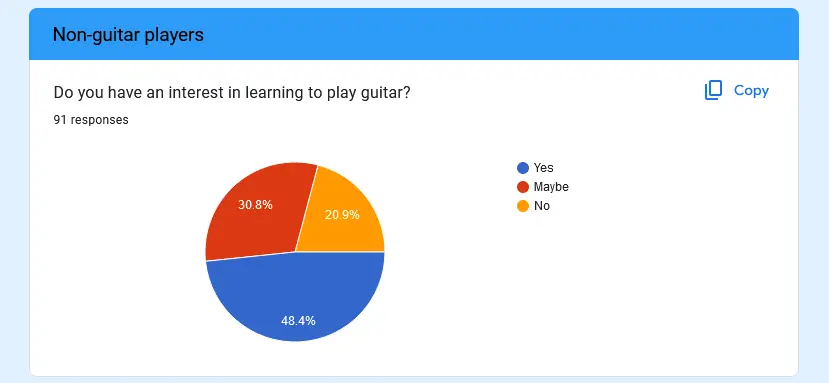 Non-guitar players
Do you have an interest in learning to play guitar?
Copy
91 responses
Yes
Maybe
No
30.8%
20.9%
48.4%